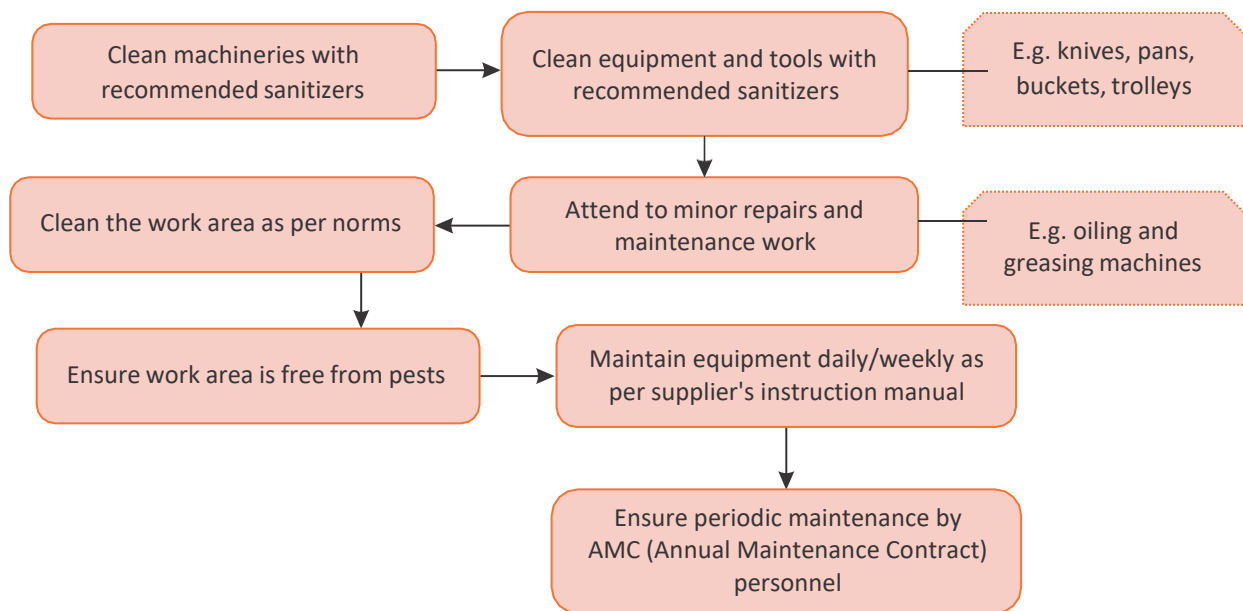 Clean machineries with
recommended sanitizers
Clean equipment and tools with
recommended sanitizers
E.g. knives, pans,
buckets, trolleys
Attend to minor repairs and
maintenance work
E.g. oiling and
greasing machines
Clean the work area as per norms
Ensure work area is free from pests
Maintain equipment daily/weekly as
per supplier's instruction manual
Ensure periodic maintenance by
AMC (Annual Maintenance Contract)
personnel